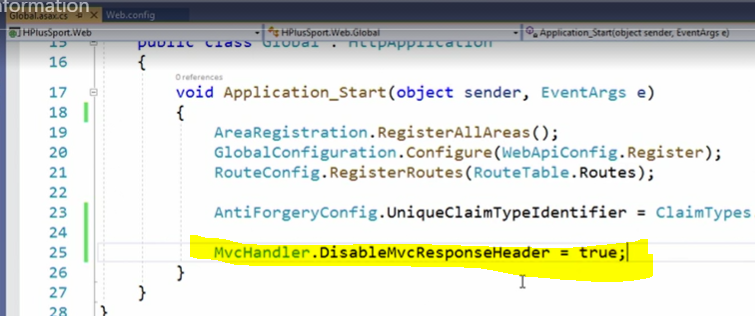 formation
Global.asax.cs Web.config
HPlusSport.Web HPlusSport.Web.Global Application_Start(object sender, EventArgs e)
15 public class Global : HttpApplication
16 {
0 references
17 void Application_Start(object sender, EventArgs e)
18 {
19 AreaRegistration.RegisterAllAreas();
20 GlobalConfiguration.Configure(WebApiConfig.Register);
21 RouteConfig.RegisterRoutes(RouteTable.Routes);
22
23 AntiForgeryConfig.UniqueClaimTypeIdentifier = ClaimTypes
24
25 MvcHandler.DisableMvcResponseHeader = true;
26 }
27 }
28 }